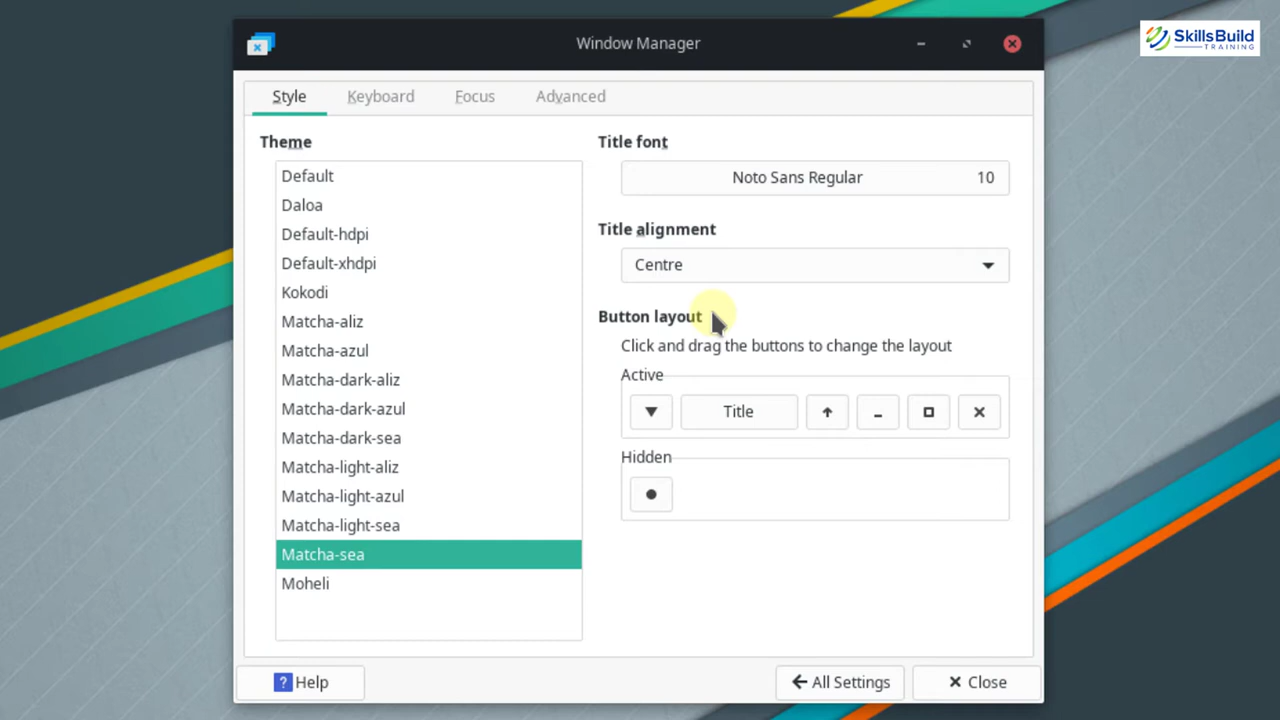 Window Manager
SkillsBuild
TRAINING
Style Keyboard Focus Advanced
Theme
Default
Daloa
Default-hdpi
Default-xhdpi
Kokodi
Matcha-aliz
Matcha-azul
Matcha-dark-aliz
Matcha-dark-azul
Matcha-dark-sea
Matcha-light-aliz
Matcha-light-azul
Matcha-light-sea
Matcha-sea
Moheli
Title font
Noto Sans Regular 10
Title alignment
Centre
Button layout
Click and drag the buttons to change the layout
Active
Title
Hidden
? Help
All Settings
Close